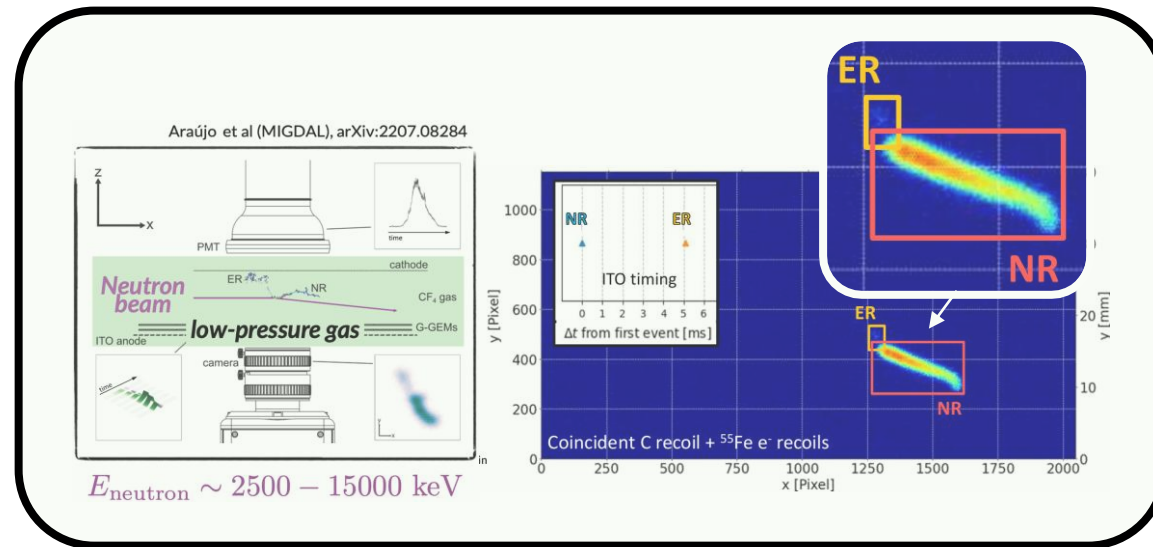 Araújo et al (MIGDAL), arXiv:2207.08284
z
x
PMT
time
cathode
ER
NR
Neutron
beam
CF₄ gas
low-pressure gas
G-GEMs
ITO anode
camera
time
Y
x
in
E_neutron ~ 2500 − 15000 keV
ER
NR
NR
ER
ITO timing
0 1 2 3 4 5 6
Δt from first event [ms]
y [Pixel]
1000
800
600
400
200
0
ER
NR
Coincident C recoil + ⁵⁵Fe e⁻ recoils
0 250 500 750 1000 1250 1500 1750 2000
x [Pixel]
20
10
0
y [mm]